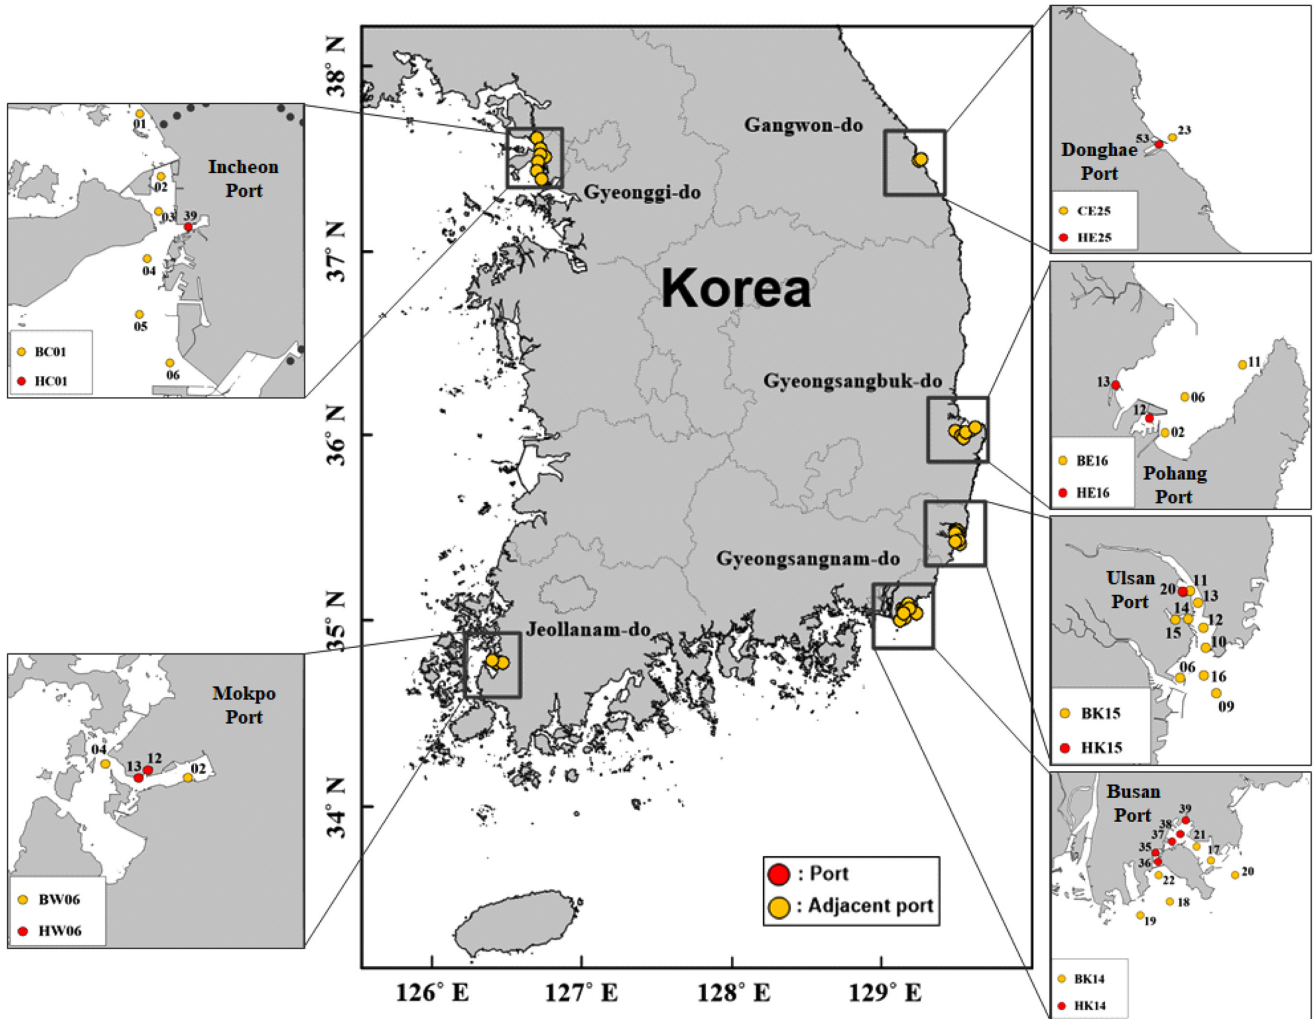 38° N
37° N
36° N
35° N
34° N
126° E
127° E
128° E
129° E
Korea
Gangwon-do
Gyeonggi-do
Gyeongsangbuk-do
Gyeongsangnam-do
Jeollanam-do
: Port
: Adjacent port
Incheon
Port
01
02
03
39
04
05
06
BC01
HC01
Mokpo
Port
04
13
12
02
BW06
HW06
Donghae
Port
53
23
CE25
HE25
Pohang
Port
13
12
11
06
02
BE16
HE16
Ulsan
Port
20
11
13
14
15
12
10
06
16
09
BK15
HK15
Busan
Port
39
38
37
35
36
21
17
20
22
18
19
BK14
HK14